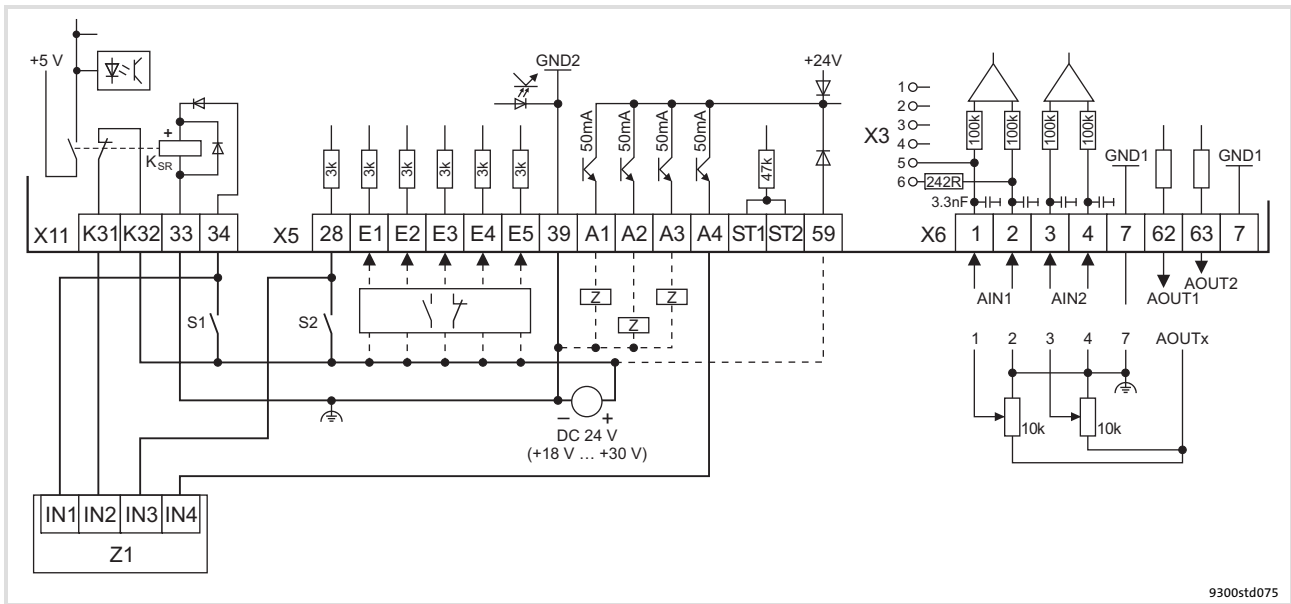 +5 V
+
K SR
GND2
+24V
50mA
50mA
50mA
50mA
3k
3k
3k
3k
3k
3k
47k
1
2
3
4
5
6
X3
242R
3.3nF
100k
100k
100k
100k
GND1
GND1
X11 K31 K32 33 34
X5 28 E1 E2 E3 E4 E5 39 A1 A2 A3 A4 ST1 ST2 59
X6 1 2 3 4 7 62 63 7
S1
S2
Z
Z
Z
AIN1
AIN2
AOUT1
AOUT2
1 2 3 4 7 AOUTx
10k
10k
– +
DC 24 V
(+18 V ... +30 V)
IN1 IN2 IN3 IN4
Z1
9300std075